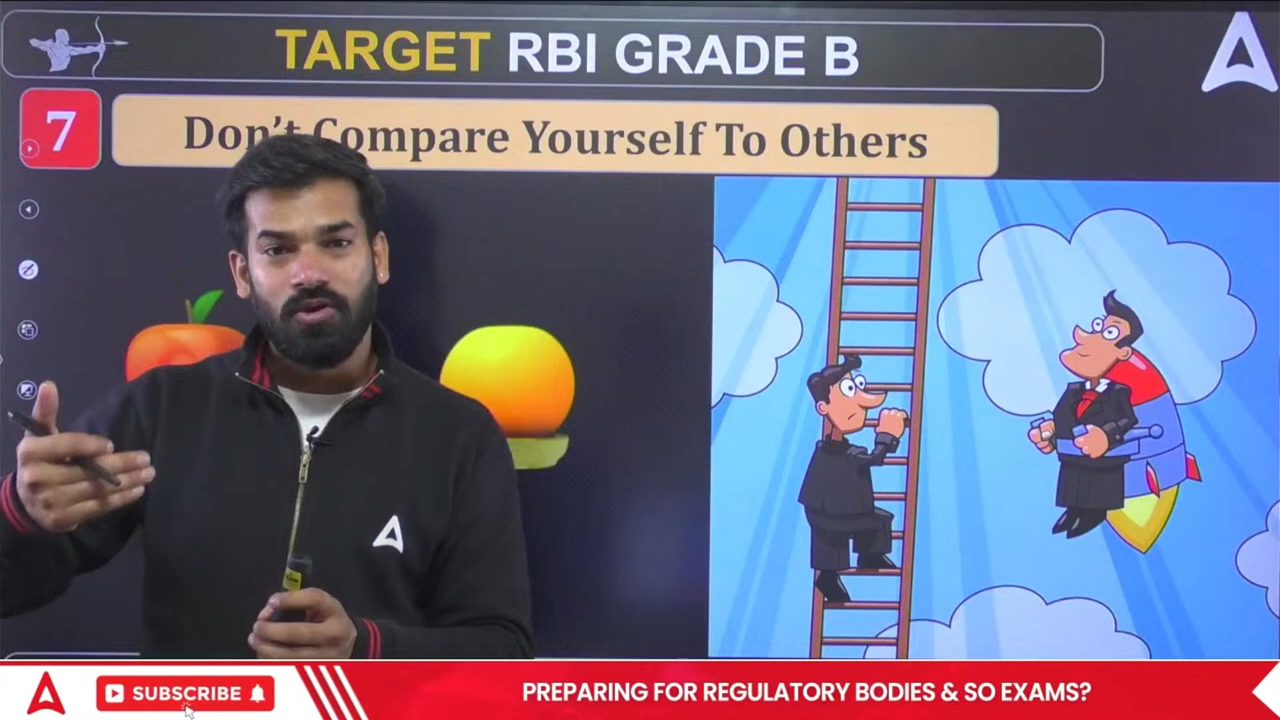 TARGET RBI GRADE B
7
Don't Compare Yourself To Others
SUBSCRIBE
PREPARING FOR REGULATORY BODIES & SO EXAMS?